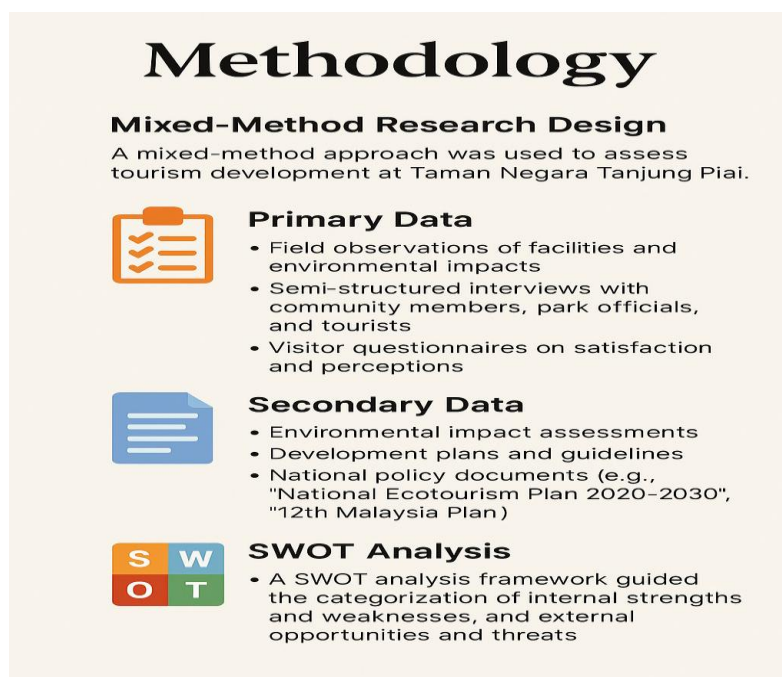 Methodology
Mixed-Method Research Design
A mixed-method approach was used to assess
tourism development at Taman Negara Tanjung Piai.
Primary Data
• Field observations of facilities and
environmental impacts
• Semi-structured interviews with
community members, park officials,
and tourists
• Visitor questionnaires on satisfaction
and perceptions
Secondary Data
• Environmental impact assessments
• Development plans and guidelines
• National policy documents (e.g.,
"National Ecotourism Plan 2020-2030",
"12th Malaysia Plan)
S W
O T
SWOT Analysis
• A SWOT analysis framework guided
the categorization of internal strengths
and weaknesses, and external
opportunities and threats